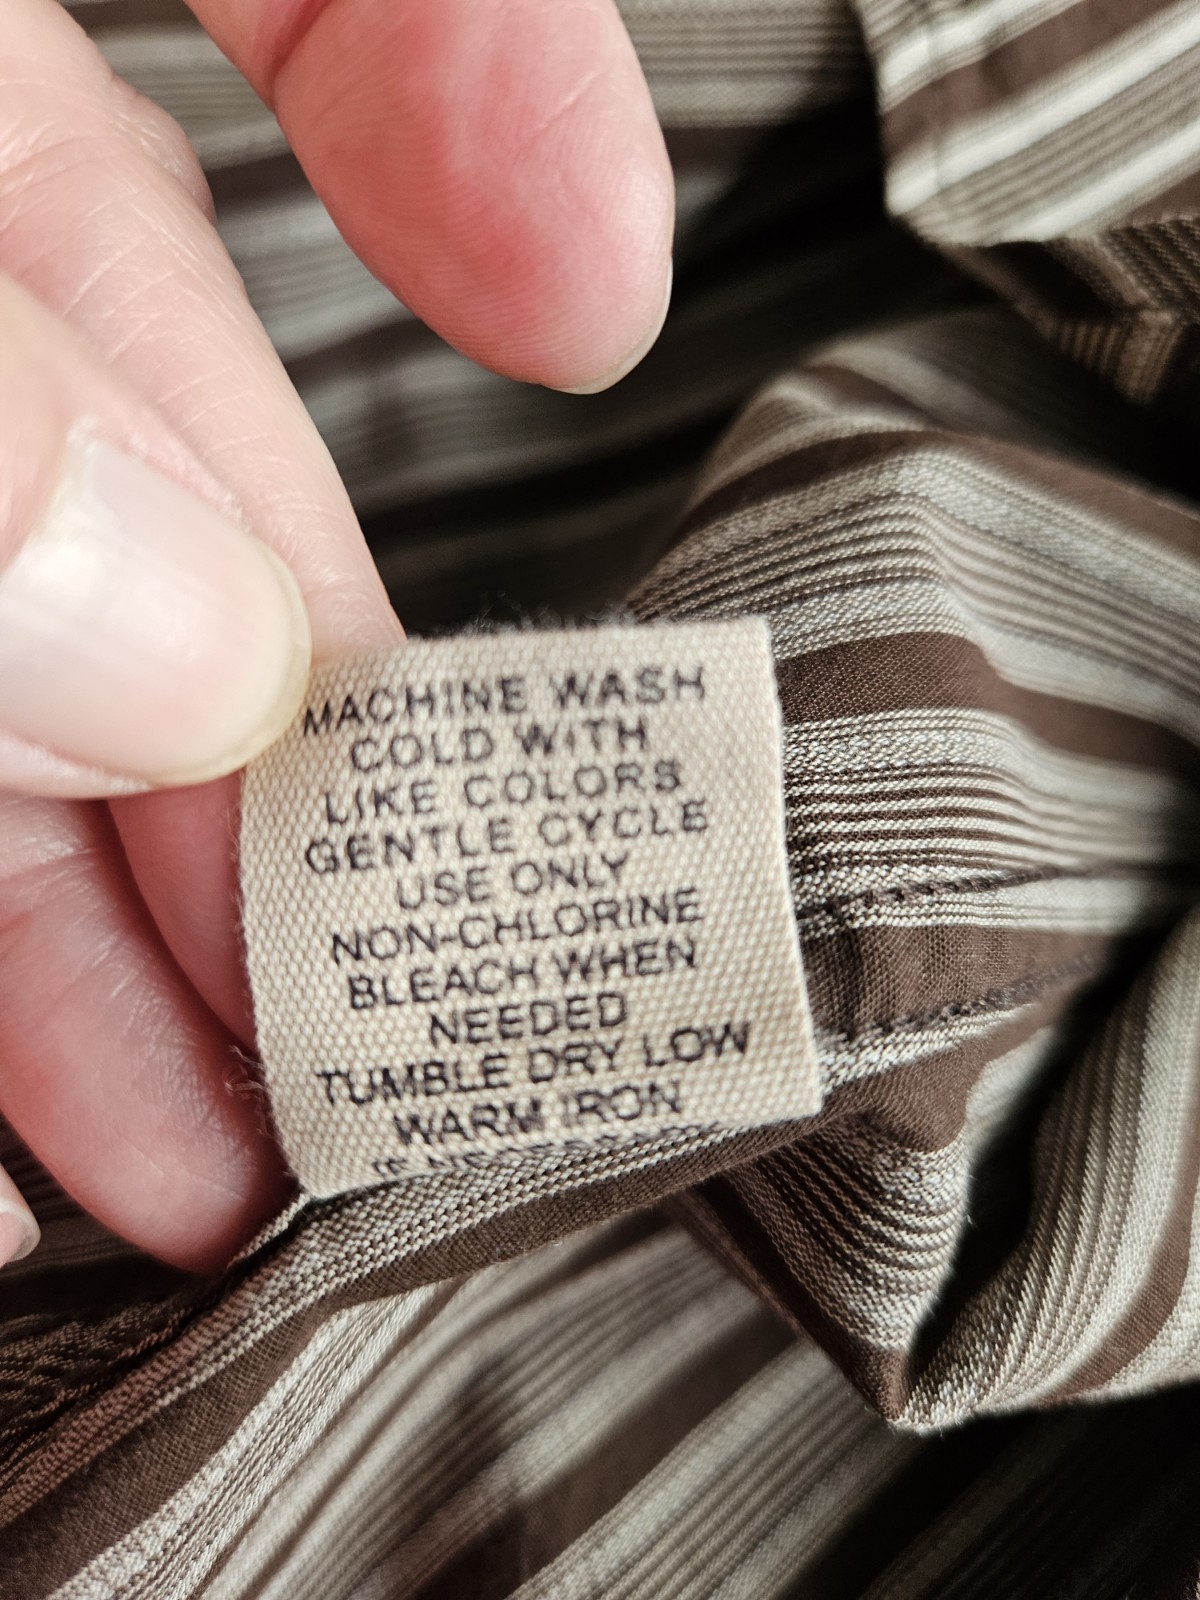 MACHINE WASH
COLD WITH
LIKE COLORS
GENTLE CYCLE
USE ONLY
NON-CHLORINE
BLEACH WHEN
NEEDED
TUMBLE DRY LOW
WARM IRON